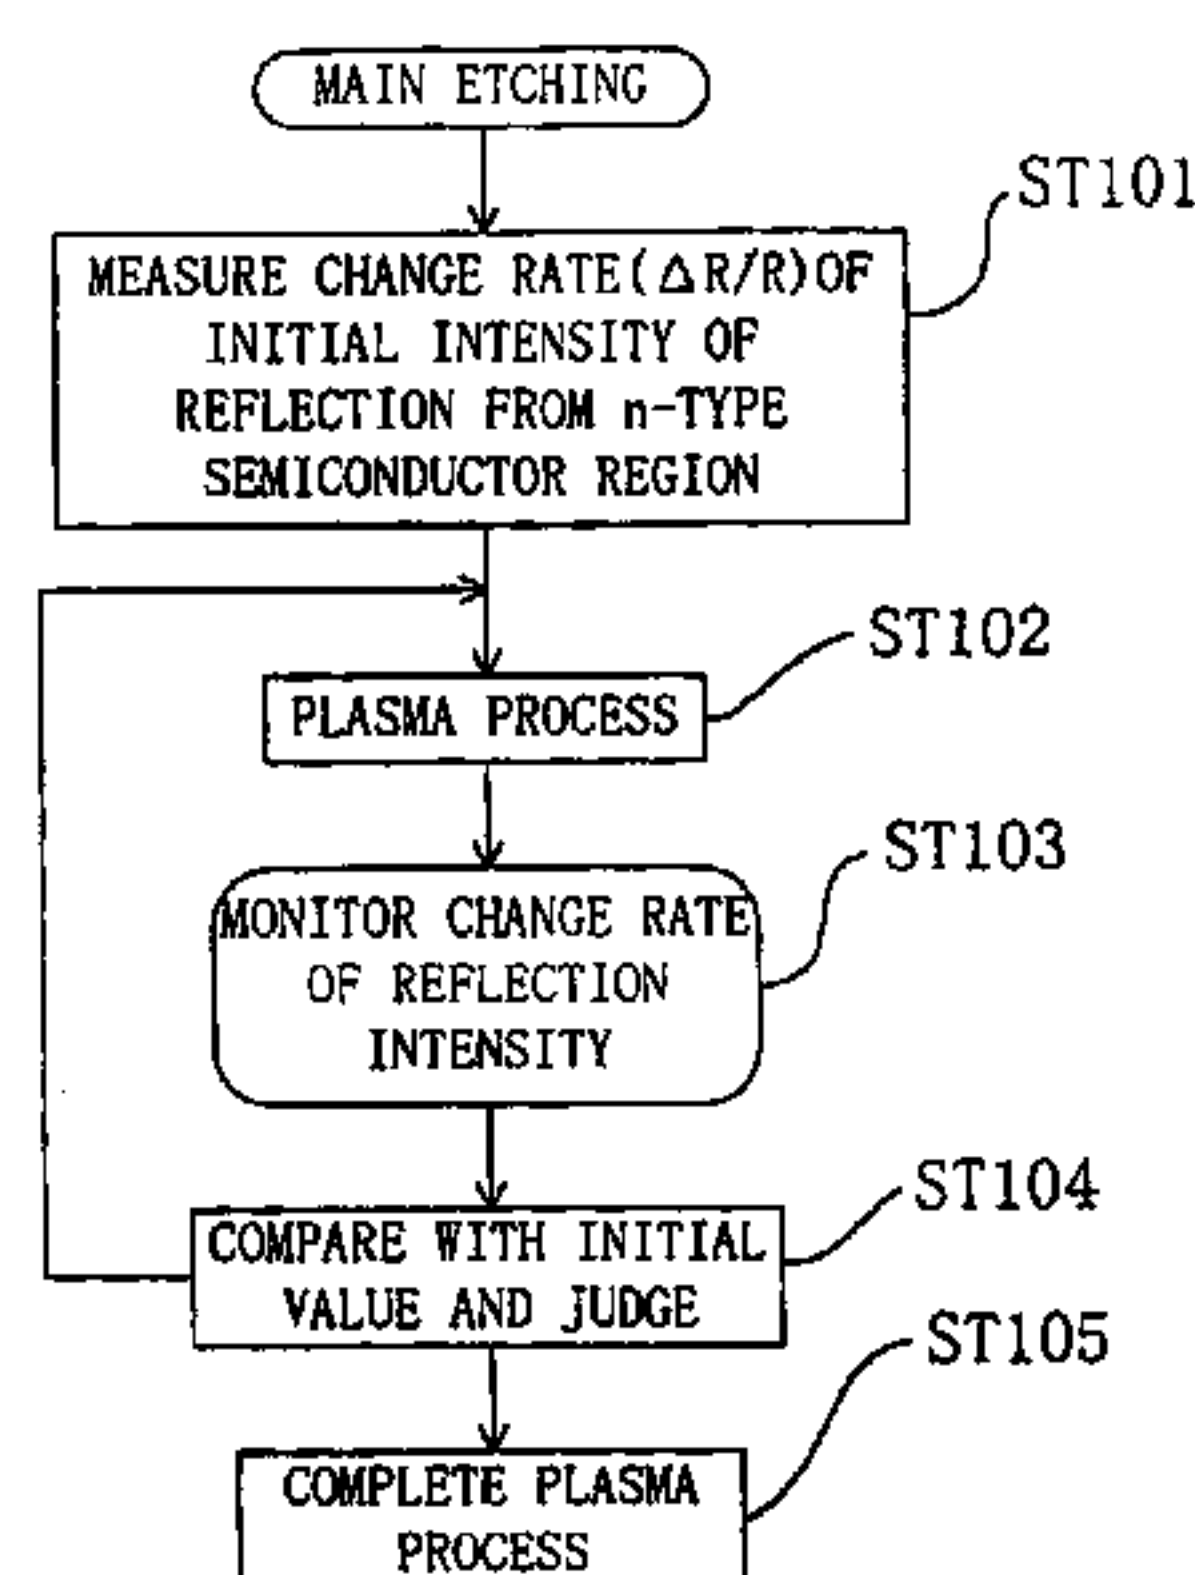 MAIN ETCHING
ST101
MEASURE CHANGE RATE(ΔR/R)OF
INITIAL INTENSITY OF
REFLECTION FROM n-TYPE
SEMICONDUCTOR REGION
ST102
PLASMA PROCESS
ST103
MONITOR CHANGE RATE
OF REFLECTION
INTENSITY
ST104
COMPARE WITH INITIAL
VALUE AND JUDGE
ST105
COMPLETE PLASMA
PROCESS